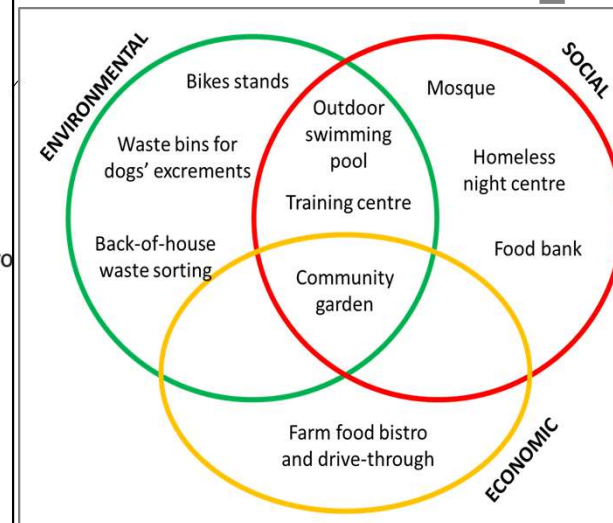 ENVIRONMENTAL
SOCIAL
Bikes stands
Mosque
Outdoor
swimming
pool
Waste bins for
dogs' excrements
Homeless
night centre
Training centre
Back-of-house
waste sorting
Food bank
Community
garden
Farm food bistro
and drive-through
ECONOMIC